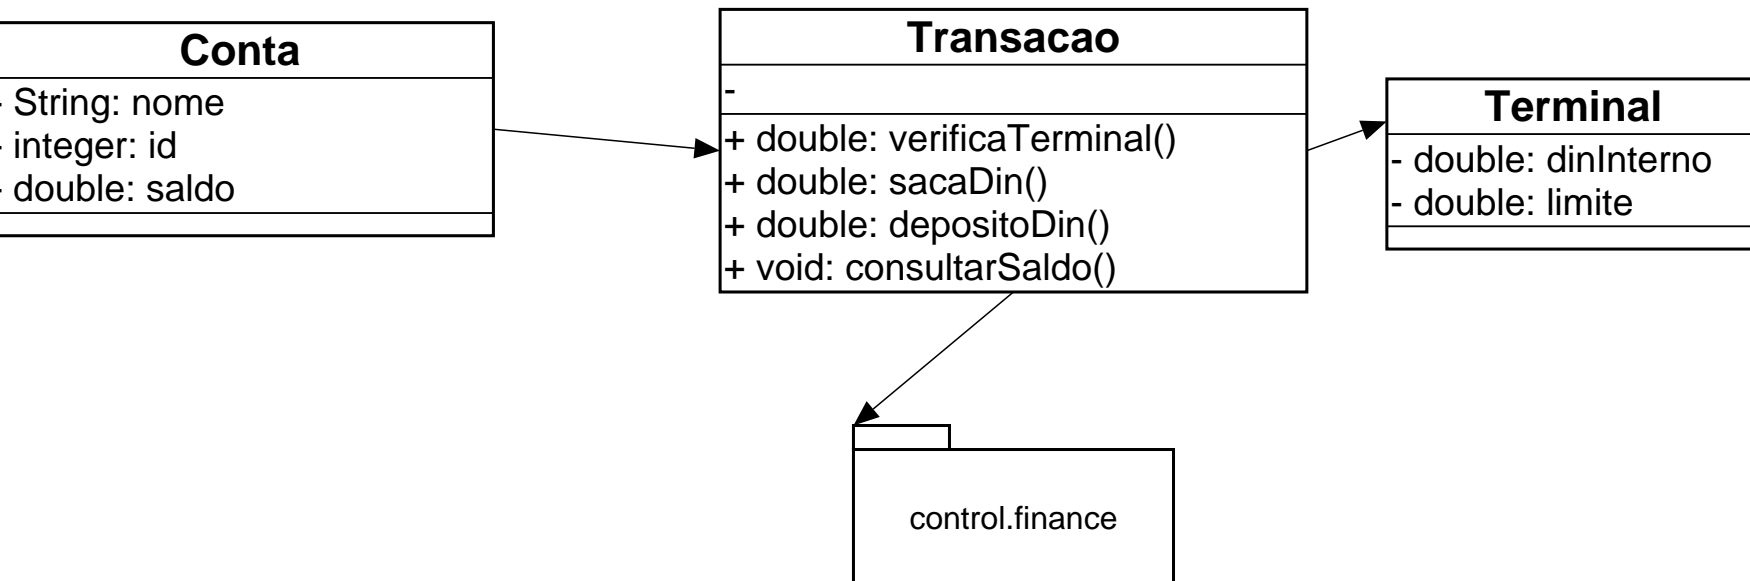 Conta
- String: nome
- integer: id
- double: saldo
Transacao
-
+ double: verificaTerminal()
+ double: sacaDin()
+ double: depositoDin()
+ void: consultarSaldo()
Terminal
- double: dinInterno
- double: limite
control.finance